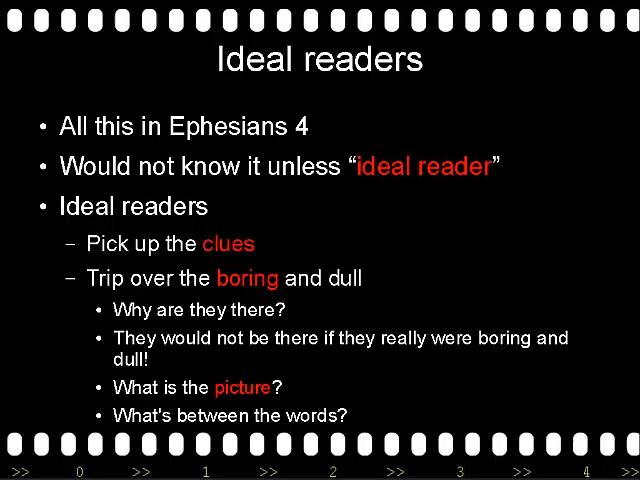 Ideal readers
• All this in Ephesians 4
• Would not know it unless “ideal reader”
• Ideal readers
– Pick up the clues
– Trip over the boring and dull
• Why are they there?
• They would not be there if they really were boring and
dull!
• What is the picture?
• What's between the words?
>> 0 >> 1 >> 2 >> 3 >> 4 >>